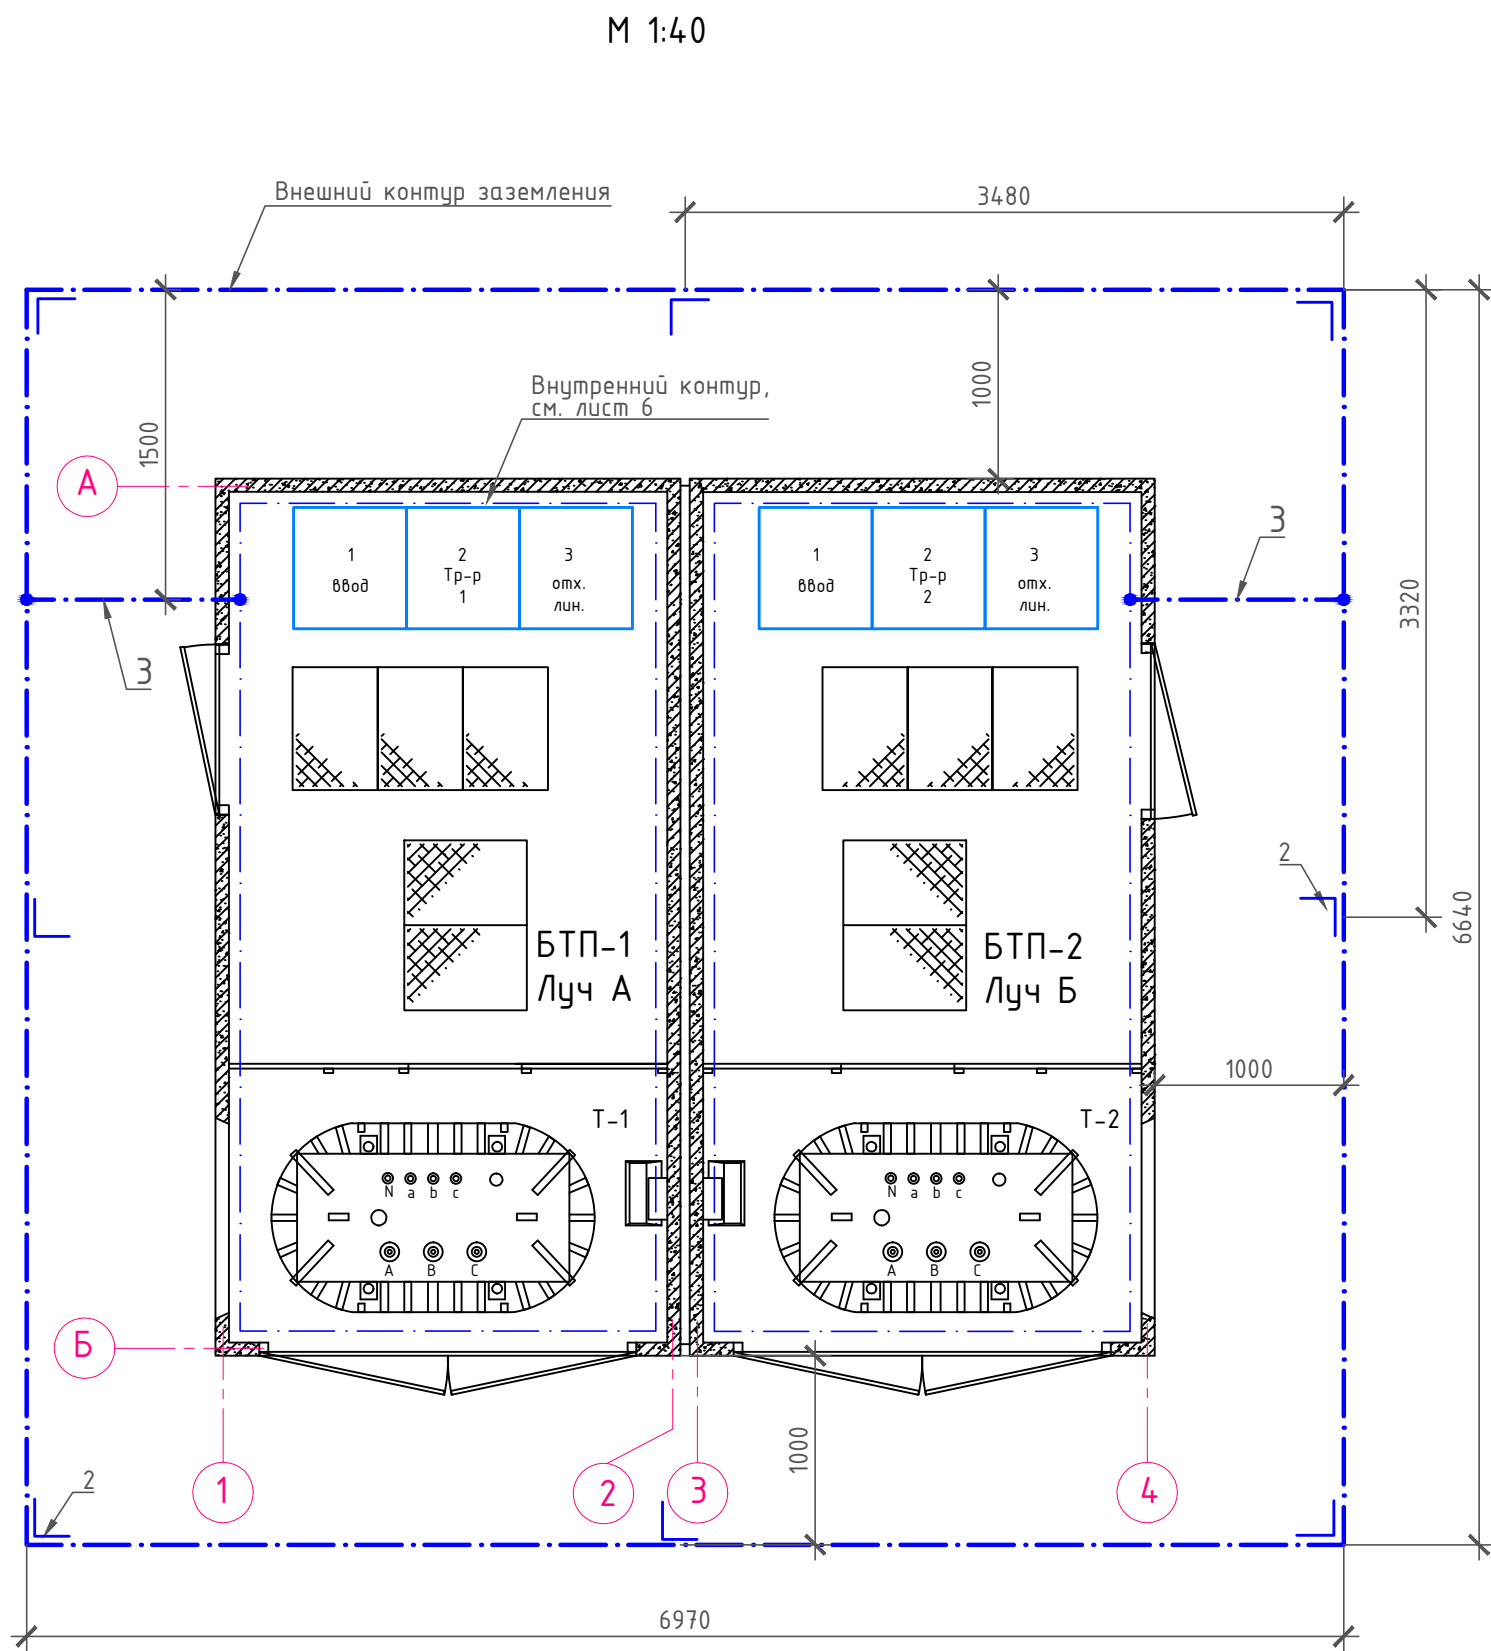 М 1:40
Внешний контур заземления
3480
Внутренний контур,
см. лист 6
1500
1000
А
3
3320
1
ввод
2
Тр-р
1
3
отх.
лин.
1
ввод
2
Тр-р
2
3
отх.
лин.
3
2
6640
БТП-1
Луч А
БТП-2
Луч Б
1000
Т-1
Т-2
N a b c
N a b c
A B C
A B C
Б
1000
2
1
2
3
4
6970